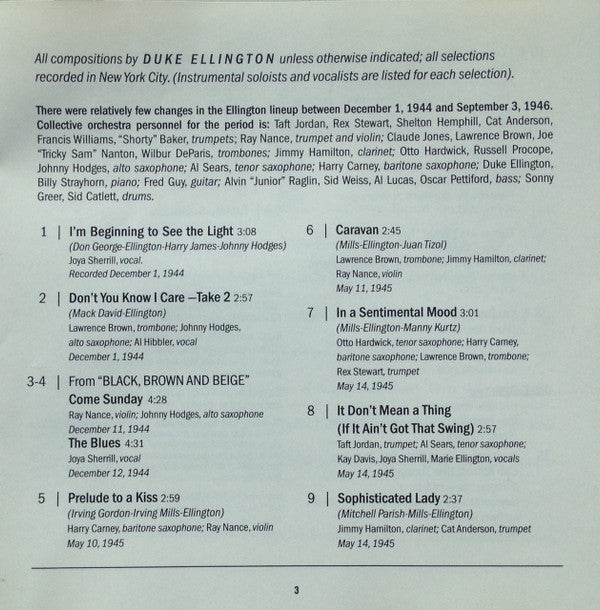 All compositions by DUKE ELLINGTON unless otherwise indicated; all selections
recorded in New York City. (Instrumental soloists and vocalists are listed for each selection).
There were relatively few changes in the Ellington lineup between December 1, 1944 and September 3, 1946.
Collective orchestra personnel for the period is: Taft Jordan, Rex Stewart, Shelton Hemphill, Cat Anderson,
Francis Williams, "Shorty" Baker, trumpets; Ray Nance, trumpet and violin; Claude Jones, Lawrence Brown, Joe
"Tricky Sam" Nanton, Wilbur DeParis, trombones; Jimmy Hamilton, clarinet; Otto Hardwick, Russell Procope,
Johnny Hodges, alto saxophone; Al Sears, tenor saxophone; Harry Carney, baritone saxophone; Duke Ellington,
Billy Strayhorn, piano; Fred Guy, guitar; Alvin "Junior" Raglin, Sid Weiss, Al Lucas, Oscar Pettiford, bass; Sonny
Greer, Sid Catlett, drums.
1 | I'm Beginning to See the Light 3:08
(Don George-Ellington-Harry James-Johnny Hodges)
Joya Sherrill, vocal.
Recorded December 1, 1944
2 | Don't You Know I Care —Take 2 2:57
(Mack David-Ellington)
Lawrence Brown, trombone; Johnny Hodges,
alto saxophone; Al Hibbler, vocal
December 1, 1944
3-4 | From "BLACK, BROWN AND BEIGE"
Come Sunday 4:28
Ray Nance, violin; Johnny Hodges, alto saxophone
December 11, 1944
The Blues 4:31
Joya Sherrill, vocal
December 12, 1944
5 | Prelude to a Kiss 2:59
(Irving Gordon-Irving Mills-Ellington)
Harry Carney, baritone saxophone; Ray Nance, violin
May 10, 1945
6 | Caravan 2:45
(Mills-Ellington-Juan Tizol)
Lawrence Brown, trombone; Jimmy Hamilton, clarinet;
Ray Nance, violin
May 11, 1945
7 | In a Sentimental Mood 3:01
(Mills-Ellington-Manny Kurtz)
Otto Hardwick, tenor saxophone; Harry Carney,
baritone saxophone; Lawrence Brown, trombone;
Rex Stewart, trumpet
May 14, 1945
8 | It Don't Mean a Thing
(If It Ain't Got That Swing) 2:57
Taft Jordan, trumpet; Al Sears, tenor saxophone;
Kay Davis, Joya Sherrill, Marie Ellington, vocals
May 14, 1945
9 | Sophisticated Lady 2:37
(Mitchell Parish-Mills-Ellington)
Jimmy Hamilton, clarinet; Cat Anderson, trumpet
May 14, 1945
3